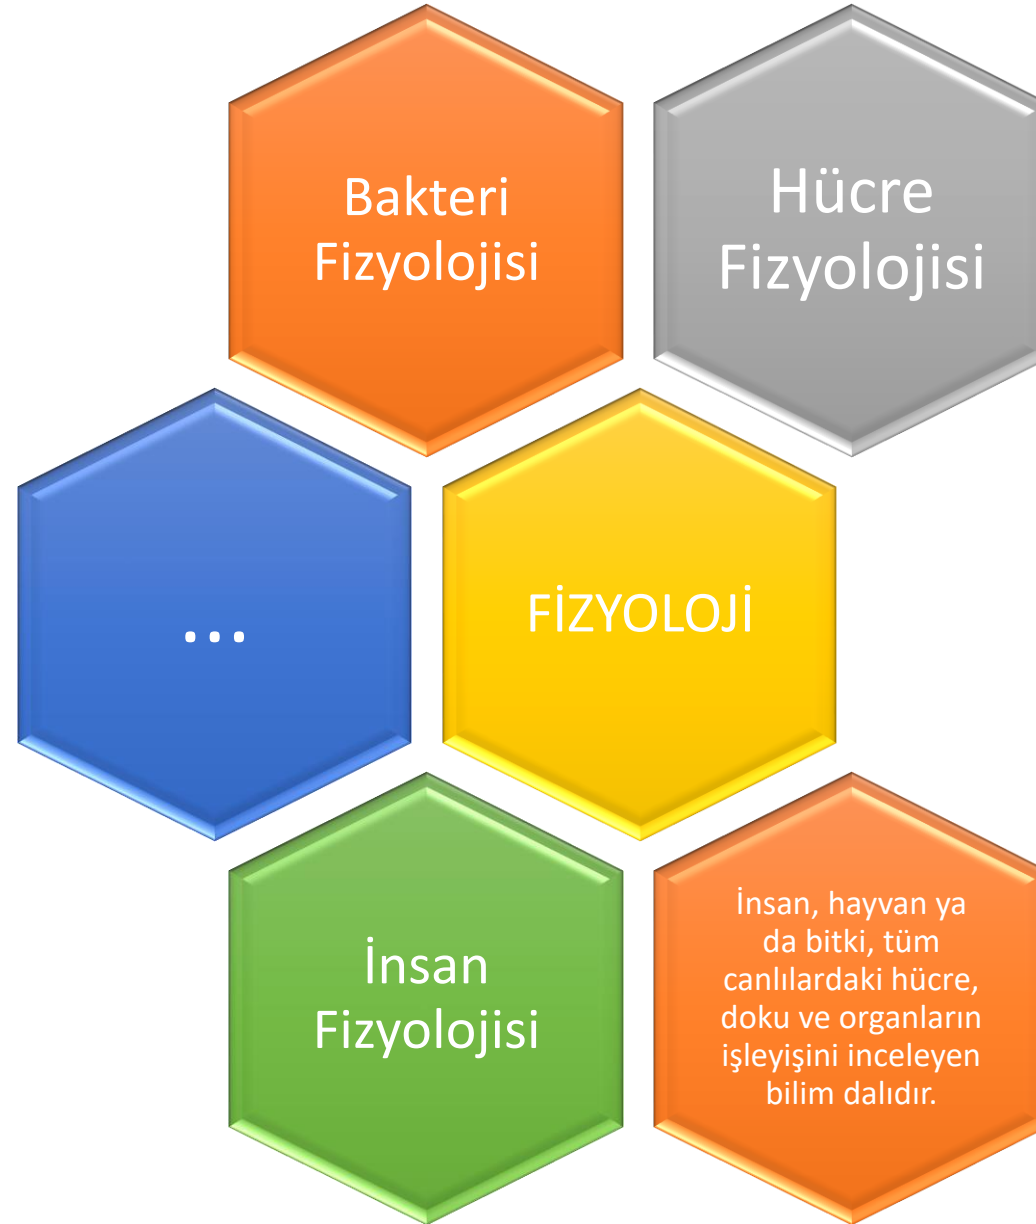 Bakteri
Fizyolojisi
Hücre
Fizyolojisi
...
FİZYOLOJİ
İnsan
Fizyolojisi
İnsan, hayvan ya
da bitki, tüm
canlılardaki hücre,
doku ve organların
işleyişini inceleyen
bilim dalıdır.